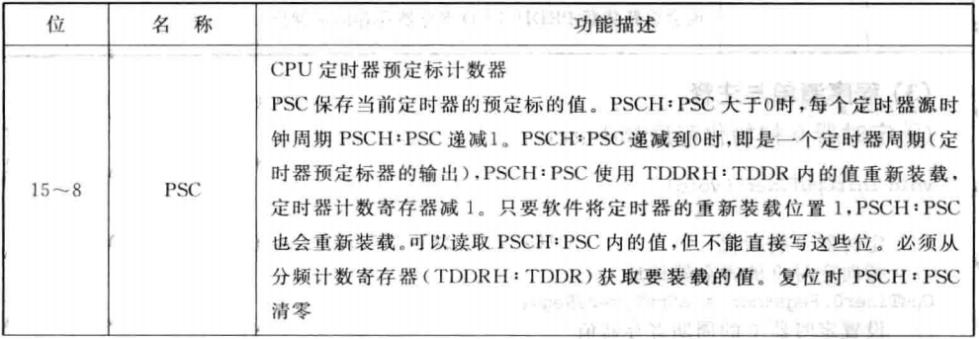 位 名 称 功能描述
CPU 定时器预定标计数器
PSC 保存当前定时器的预定标的值。PSCH:PSC 大于0时,每个定时器源时
钟周期 PSCH:PSC 递减1。PSCH:PSC递减到0时,即是一个定时器周期(定
时器预定标器的输出),PSCH:PSC 使用 TDDRH:TDDR 内的值重新装载,
15～8 PSC 定时器计数寄存器减 1。只要软件将定时器的重新装载位置 1,PSCH:PSC
也会重新装载。可以读取 PSCH:PSC 内的值,但不能直接写这些位。必须从
分频计数寄存器(TDDRH:TDDR)获取要装载的值。复位时 PSCH:PSC
清零